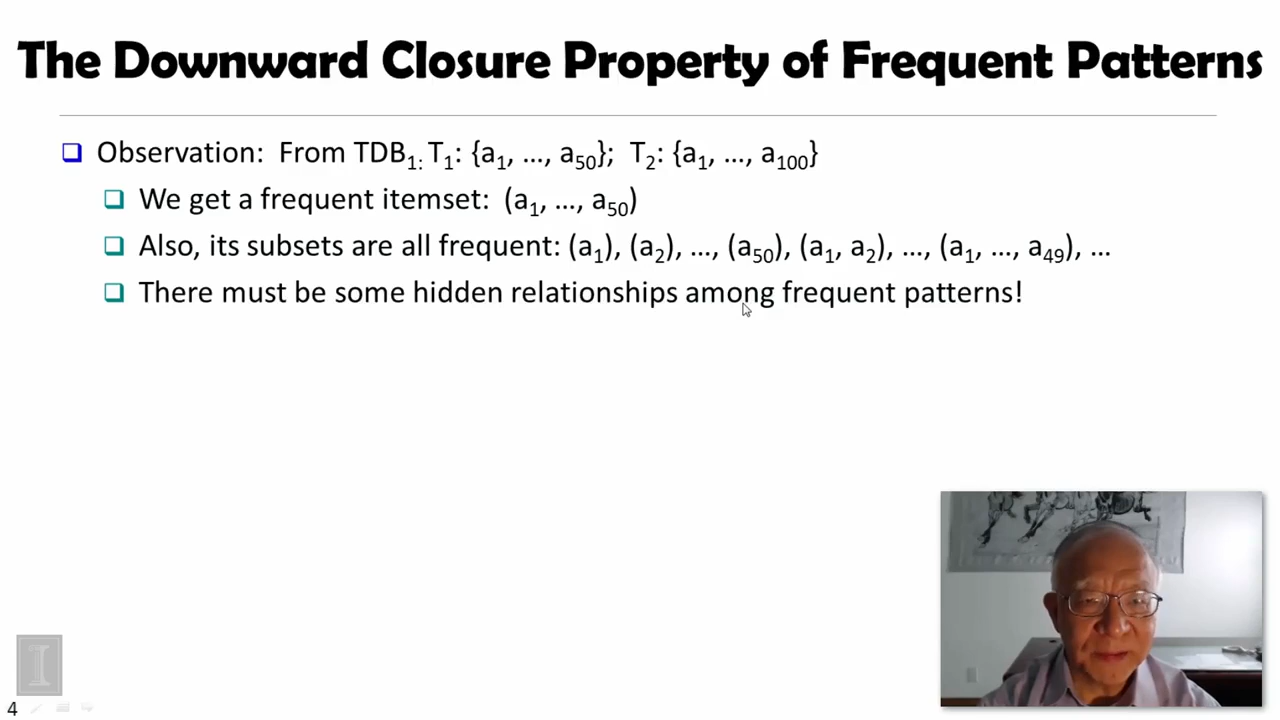 The Downward Closure Property of Frequent Patterns
Observation: From TDB₁: T₁: {a₁, ..., a₅₀}; T₂: {a₁, ..., a₁₀₀}
We get a frequent itemset: (a₁, ..., a₅₀)
Also, its subsets are all frequent: (a₁), (a₂), ..., (a₅₀), (a₁, a₂), ..., (a₁, ..., a₄₉), ...
There must be some hidden relationships among frequent patterns!
I
4